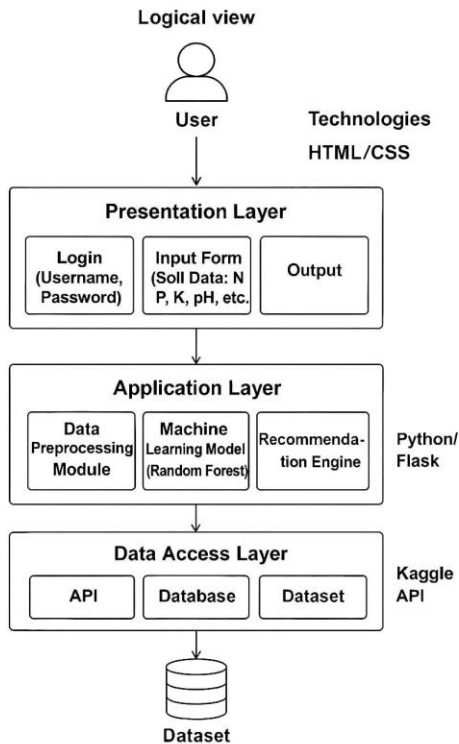 Logical view
User
Technologies
HTML/CSS
Presentation Layer
Login
(Username,
Password)
Input Form
(Soll Data: N
P, K, pH, etc.
Output
Application Layer
Data
Preprocessing
Module
Machine
Learning Model
(Random Forest)
Recommenda-
tion Engine
Python/
Flask
Data Access Layer
API
Database
Dataset
Kaggle
API
Dataset